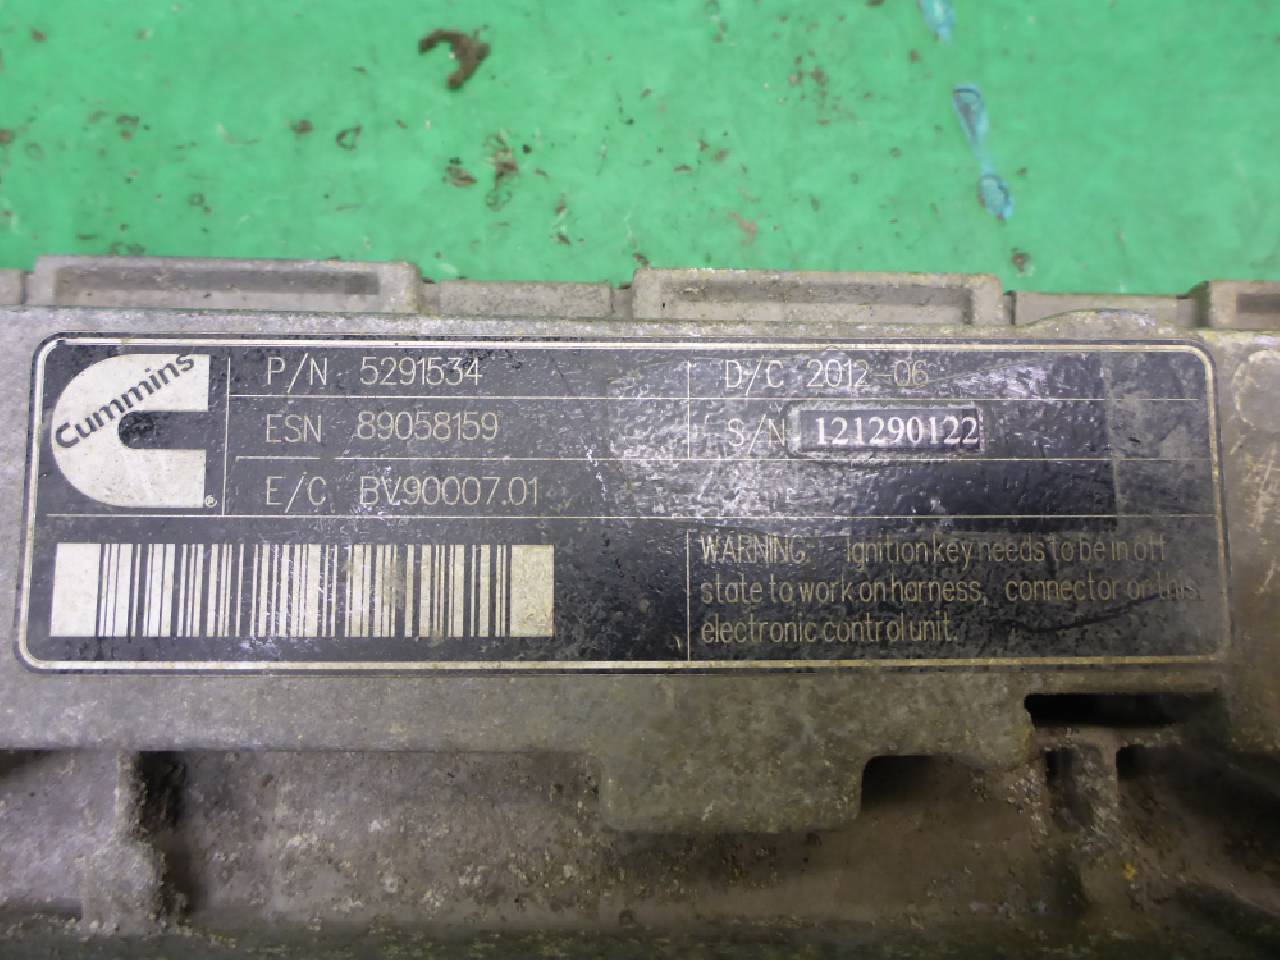 Cummins
P/N 5291534
D/C 2012-06
ESN 89058159
S/N 121290122
E/C BV90007.01
WARNING: Ignition key needs to be in off
state to work on harness, connector or this
electronic control unit.